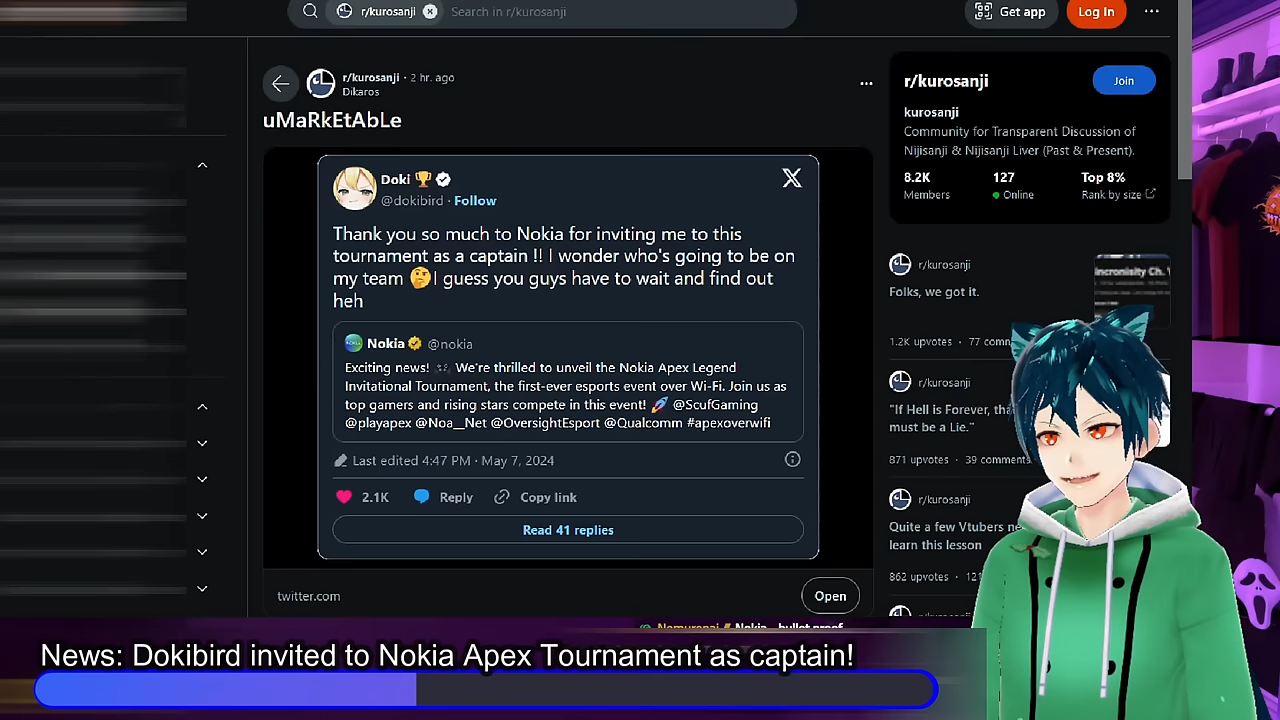 r/kurosanji
Search in r/kurosanji
Get app
Log In
r/kurosanji · 2 hr. ago
Dikaros
uMaRkEtAbLe
Doki
@dokibird · Follow
Thank you so much to Nokia for inviting me to this
tournament as a captain !! I wonder who's going to be on
my team 🤔I guess you guys have to wait and find out
heh
Nokia @nokia
Exciting news! We're thrilled to unveil the Nokia Apex Legend
Invitational Tournament, the first-ever esports event over Wi-Fi. Join us as
top gamers and rising stars compete in this event! 🚀 @ScufGaming
@playapex @Noa__Net @OversightEsport @Qualcomm #apexoverwifi
Last edited 4:47 PM · May 7, 2024
2.1K
Reply
Copy link
Read 41 replies
twitter.com
Open
r/kurosanji
Join
kurosanji
Community for Transparent Discussion of
Nijisanji & Nijisanji Liver (Past & Present).
8.2K
127
Top 8%
Members
Online
Rank by size
r/kurosanji
Folks, we got it.
1.2K upvotes · 77
r/kurosanji
"If Hell is Forever,
must be a Lie."
871 upvotes · 39 comments
r/kurosanji
Quite a few Vtubers
learn this lesson
862 upvotes
News: Dokibird invited to Nokia Apex Tournament as captain!